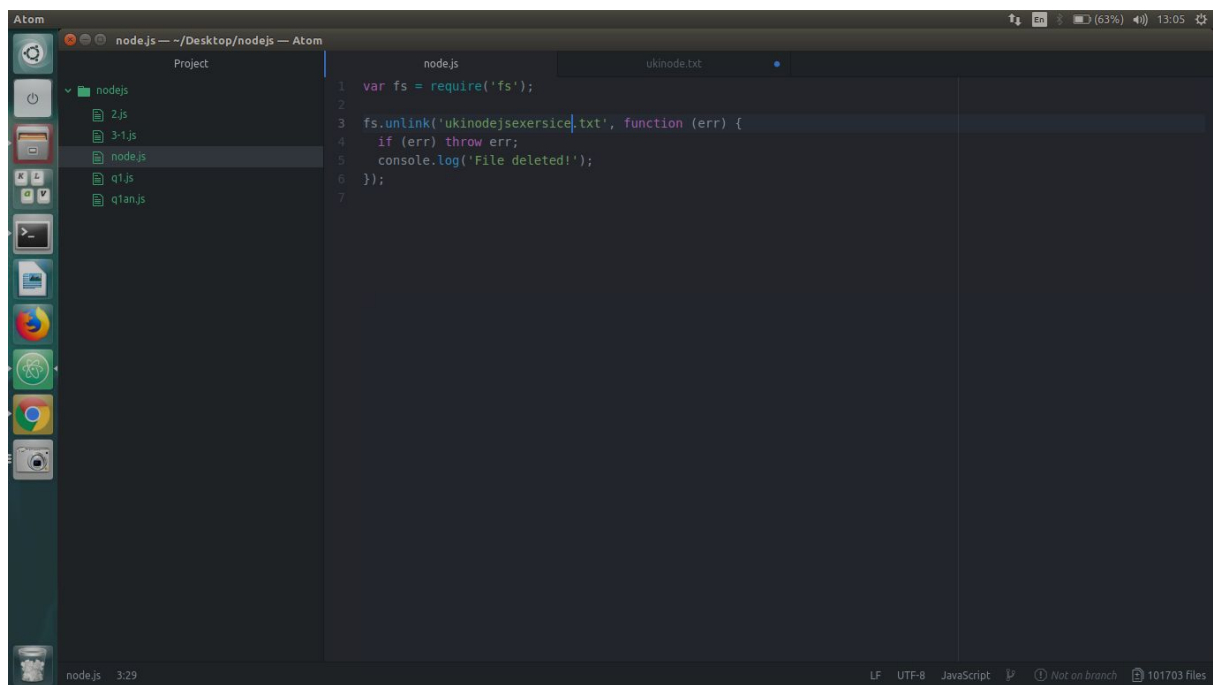 Atom
En
(63%)
13:05
node.js — ~/Desktop/nodejs — Atom
Project
nodejs
2.js
3-1.js
node.js
q1.js
q1an.js
K L
a V
>_
node.js
ukinode.txt
1 var fs = require('fs');
2
3 fs.unlink('ukinodejsexersice.txt', function (err) {
4   if (err) throw err;
5   console.log('File deleted!');
6 });
7
node.js 3:29
LF UTF-8 JavaScript Not on branch 101703 files